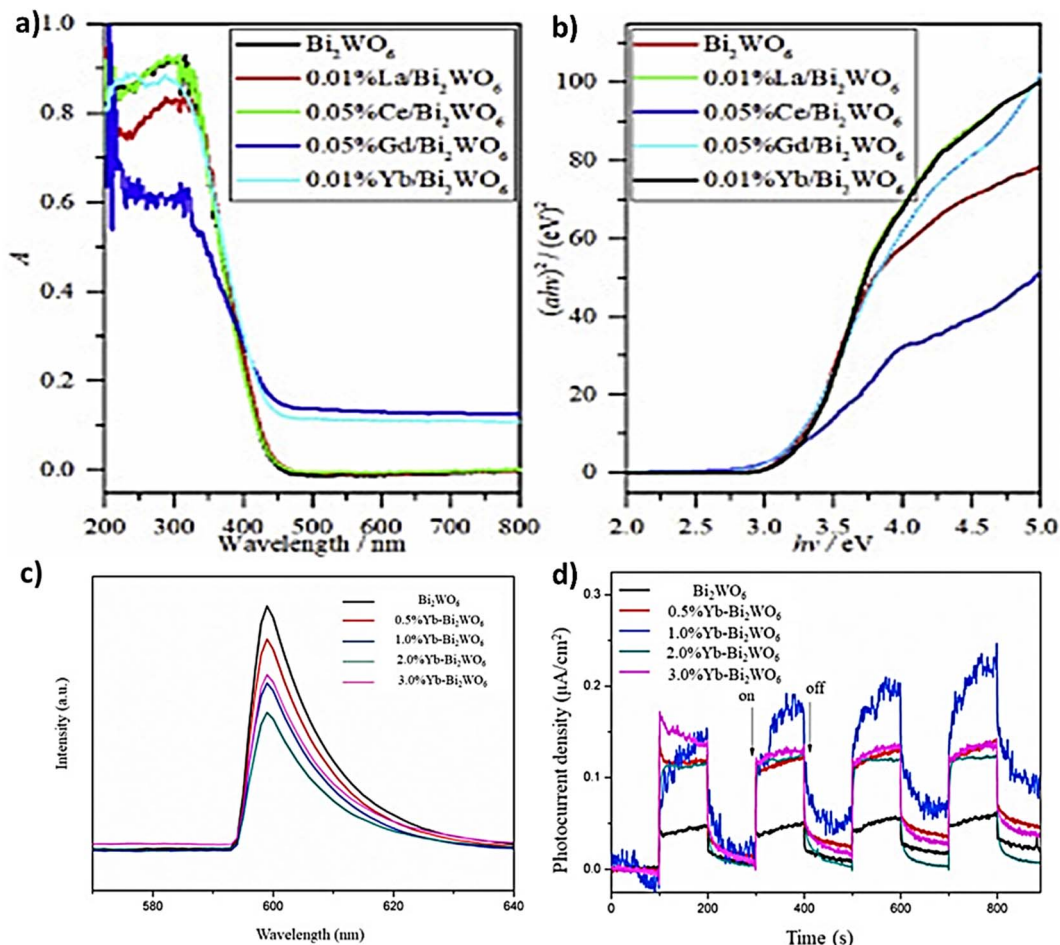 a)
1.0
0.8
0.6
0.4
0.2
0.0
A
Bi₂WO₆
0.01%La/Bi₂WO₆
0.05%Ce/Bi₂WO₆
0.05%Gd/Bi₂WO₆
0.01%Yb/Bi₂WO₆
200 300 400 500 600 700 800
Wavelength / nm
b)
100
80
60
40
20
0
(ahv)² / (eV)²
Bi₂WO₆
0.01%La/Bi₂WO₆
0.05%Ce/Bi₂WO₆
0.05%Gd/Bi₂WO₆
0.01%Yb/Bi₂WO₆
2.0 2.5 3.0 3.5 4.0 4.5 5.0
hv / eV
c)
Intensity (a.u.)
Bi₂WO₆
0.5%Yb-Bi₂WO₆
1.0%Yb-Bi₂WO₆
2.0%Yb-Bi₂WO₆
3.0%Yb-Bi₂WO₆
580 600 620 640
Wavelength (nm)
d)
0.3
0.2
0.1
0.0
Photocurrent density (μA/cm²)
Bi₂WO₆
0.5%Yb-Bi₂WO₆
1.0%Yb-Bi₂WO₆
2.0%Yb-Bi₂WO₆
3.0%Yb-Bi₂WO₆
on
off
0 200 400 600 800
Time (s)